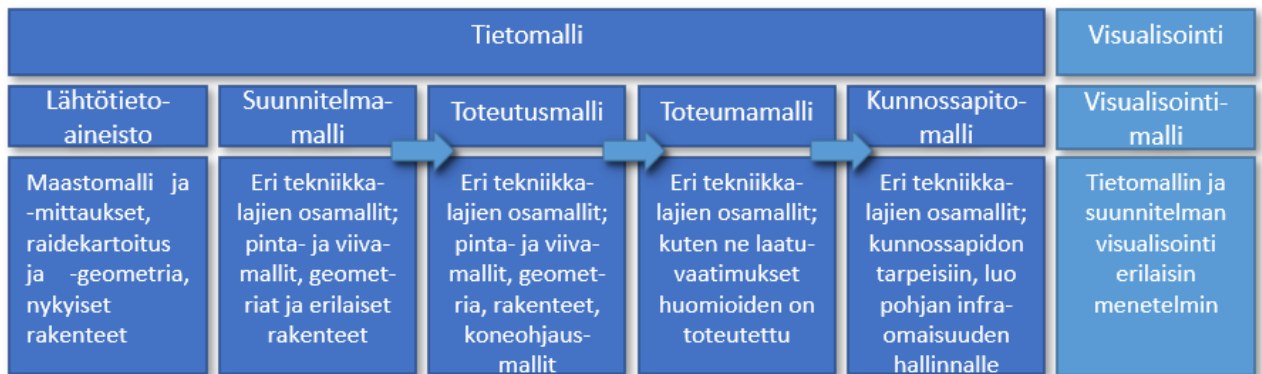 Tietomalli
Visualisointi
Lähtötieto-
aineisto
Suunnitelma-
malli
Toteutusmalli
Toteumamalli
Kunnossapito-
malli
Visualisointi-
malli
Maastomalli ja
-mittaukset,
raidekartoitus
ja -geometria,
nykyiset
rakenteet
Eri tekniikka-
lajien osamallit;
pinta- ja viiva-
mallit, geomet-
riat ja erilaiset
rakenteet
Eri tekniikka-
lajien osamallit;
pinta- ja viiva-
mallit, geomet-
ria, rakenteet,
koneohjaus-
mallit
Eri tekniikka-
lajien osamallit;
kuten ne laatu-
vaatimukset
huomioiden on
toteutettu
Eri tekniikka-
lajien osamallit;
kunnossapidon
tarpeisiin, luo
pohjan infra-
omaisuuden
hallinnalle
Tietomallin ja
suunnitelman
visualisointi
erilaisin
menetelmin